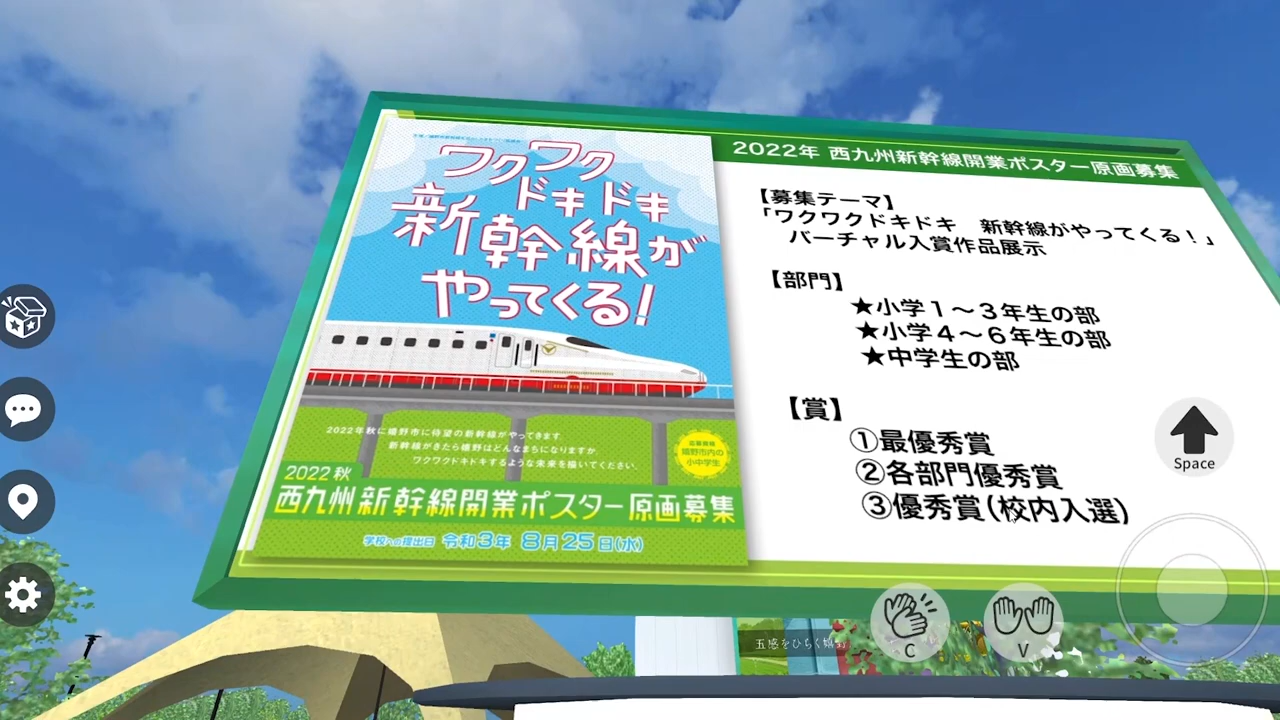 ワクワク
ドキドキ
新幹線が
やってくる!
2022年秋に嬉野市に待望の新幹線がやってきます
新幹線がきたら嬉野はどんなまちになりますか
ワクワクドキドキするような未来を描いてください。
応募資格
嬉野市内の
小中学生
2022 秋
西九州新幹線開業ポスター原画募集
学校への提出日 令和3年 8月25日(水)
2022年 西九州新幹線開業ポスター原画募集
【募集テーマ】
「ワクワクドキドキ 新幹線がやってくる!」
バーチャル入賞作品展示
【部門】
★小学1～3年生の部
★小学4～6年生の部
★中学生の部
【賞】
①最優秀賞
②各部門優秀賞
③優秀賞(校内入選)
Space
C
V
五感をひらく